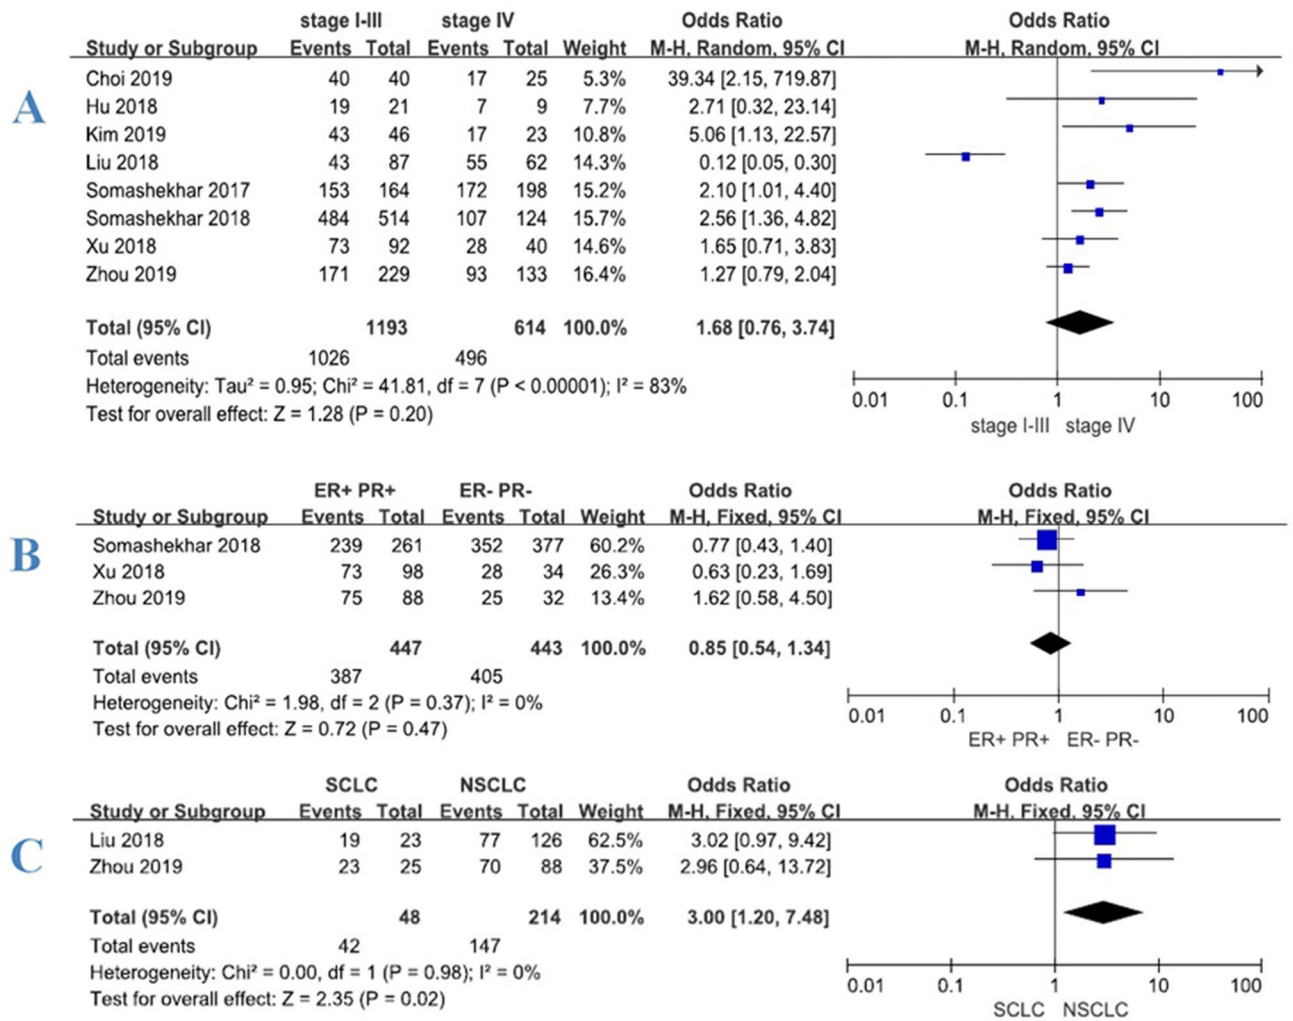 A
stage I-III stage IV Odds Ratio Odds Ratio
Study or Subgroup Events Total Events Total Weight M-H, Random, 95% CI M-H, Random, 95% CI
Choi 2019 40 40 17 25 5.3% 39.34 [2.15, 719.87]
Hu 2018 19 21 7 9 7.7% 2.71 [0.32, 23.14]
Kim 2019 43 46 17 23 10.8% 5.06 [1.13, 22.57]
Liu 2018 43 87 55 62 14.3% 0.12 [0.05, 0.30]
Somashekhar 2017 153 164 172 198 15.2% 2.10 [1.01, 4.40]
Somashekhar 2018 484 514 107 124 15.7% 2.56 [1.36, 4.82]
Xu 2018 73 92 28 40 14.6% 1.65 [0.71, 3.83]
Zhou 2019 171 229 93 133 16.4% 1.27 [0.79, 2.04]
Total (95% CI) 1193 614 100.0% 1.68 [0.76, 3.74]
Total events 1026 496
Heterogeneity: Tau² = 0.95; Chi² = 41.81, df = 7 (P < 0.00001); I² = 83%
Test for overall effect: Z = 1.28 (P = 0.20)
0.01 0.1 1 10 100
stage I-III stage IV
B
ER+ PR+ ER- PR- Odds Ratio Odds Ratio
Study or Subgroup Events Total Events Total Weight M-H, Fixed, 95% CI M-H, Fixed, 95% CI
Somashekhar 2018 239 261 352 377 60.2% 0.77 [0.43, 1.40]
Xu 2018 73 98 28 34 26.3% 0.63 [0.23, 1.69]
Zhou 2019 75 88 25 32 13.4% 1.62 [0.58, 4.50]
Total (95% CI) 447 443 100.0% 0.85 [0.54, 1.34]
Total events 387 405
Heterogeneity: Chi² = 1.98, df = 2 (P = 0.37); I² = 0%
Test for overall effect: Z = 0.72 (P = 0.47)
0.01 0.1 1 10 100
ER+ PR+ ER- PR-
C
SCLC NSCLC Odds Ratio Odds Ratio
Study or Subgroup Events Total Events Total Weight M-H, Fixed, 95% CI M-H, Fixed, 95% CI
Liu 2018 19 23 77 126 62.5% 3.02 [0.97, 9.42]
Zhou 2019 23 25 70 88 37.5% 2.96 [0.64, 13.72]
Total (95% CI) 48 214 100.0% 3.00 [1.20, 7.48]
Total events 42 147
Heterogeneity: Chi² = 0.00, df = 1 (P = 0.98); I² = 0%
Test for overall effect: Z = 2.35 (P = 0.02)
0.01 0.1 1 10 100
SCLC NSCLC